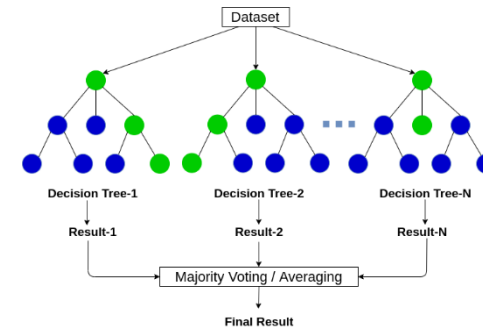 Dataset
Decision Tree-1 Decision Tree-2 Decision Tree-N
Result-1 Result-2 Result-N
Majority Voting / Averaging
Final Result